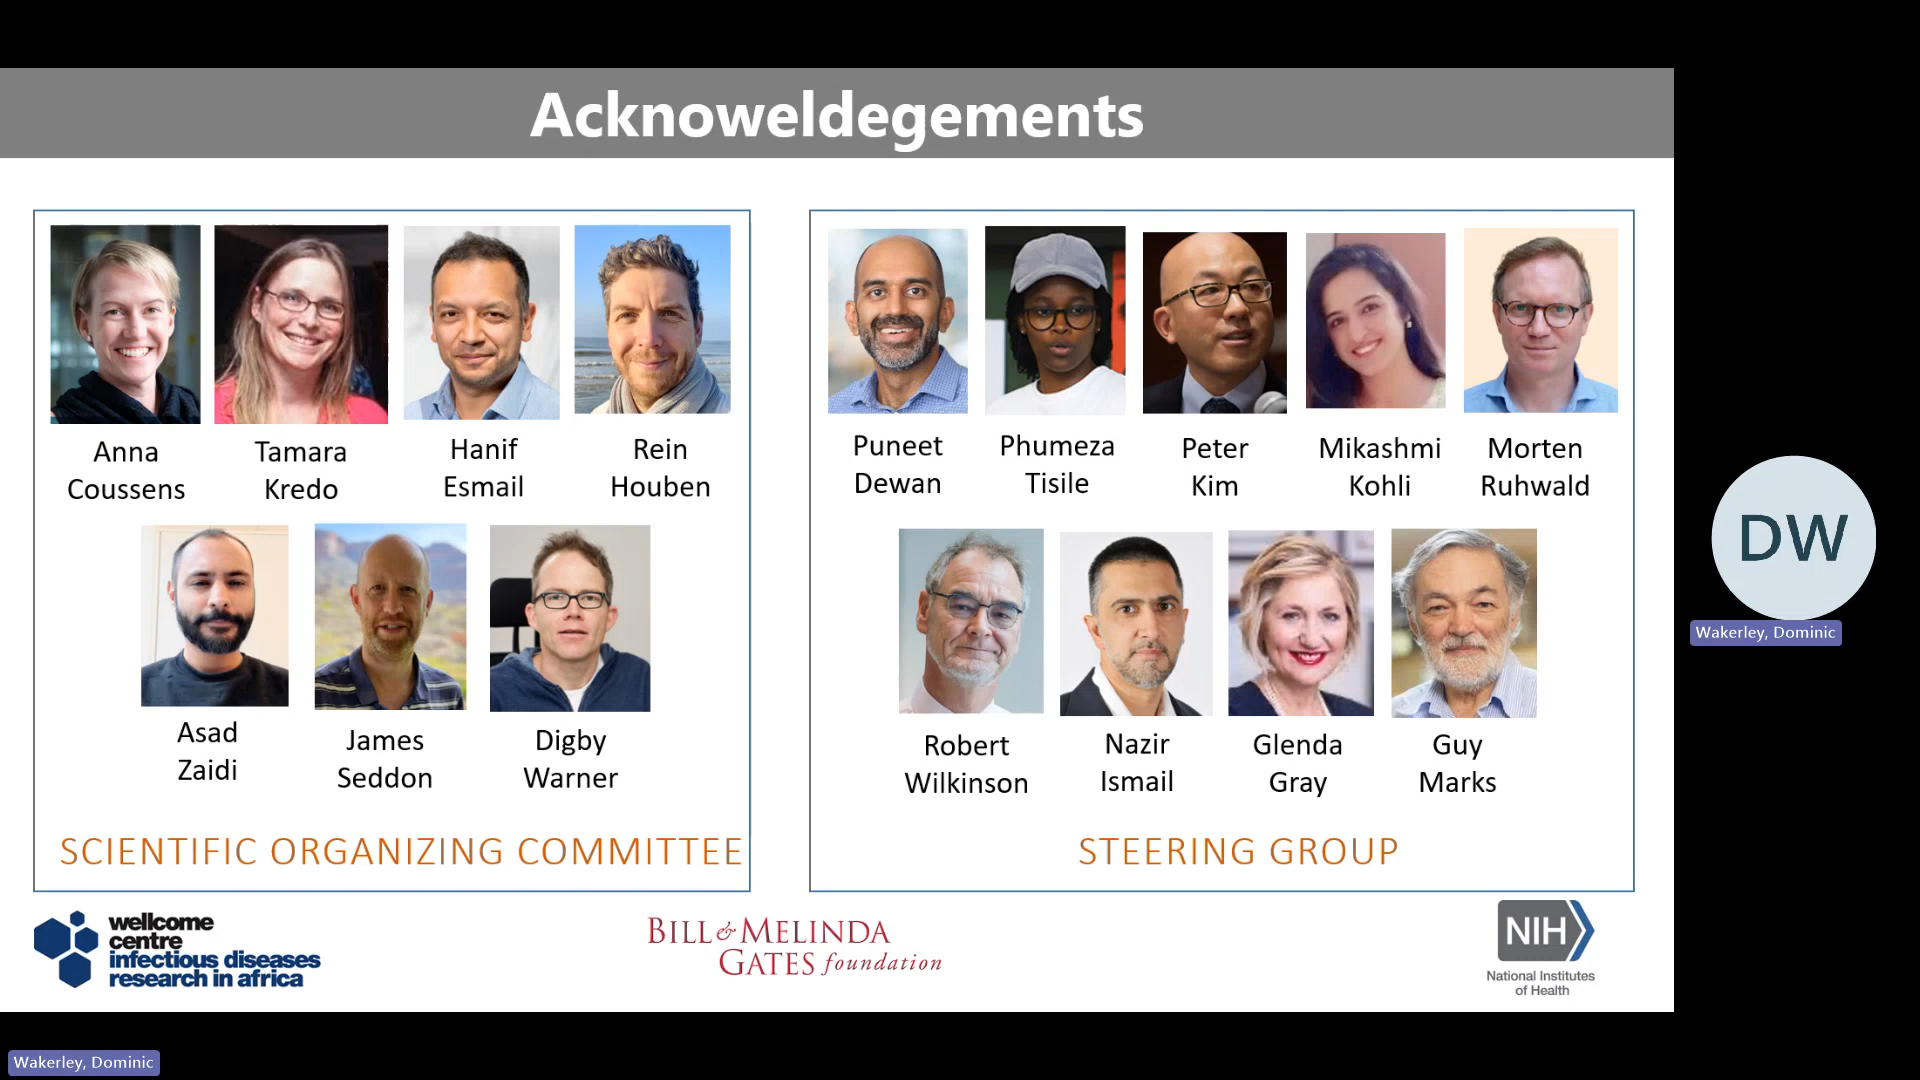 Acknoweldegements
Anna
Coussens
Tamara
Kredo
Hanif
Esmail
Rein
Houben
Asad
Zaidi
James
Seddon
Digby
Warner
SCIENTIFIC ORGANIZING COMMITTEE
Puneet
Dewan
Phumeza
Tisile
Peter
Kim
Mikashmi
Kohli
Morten
Ruhwald
Robert
Wilkinson
Nazir
Ismail
Glenda
Gray
Guy
Marks
STEERING GROUP
wellcome
centre
infectious diseases
research in africa
BILL & MELINDA
GATES foundation
NIH
National Institutes
of Health
DW
Wakerley, Dominic
Wakerley, Dominic